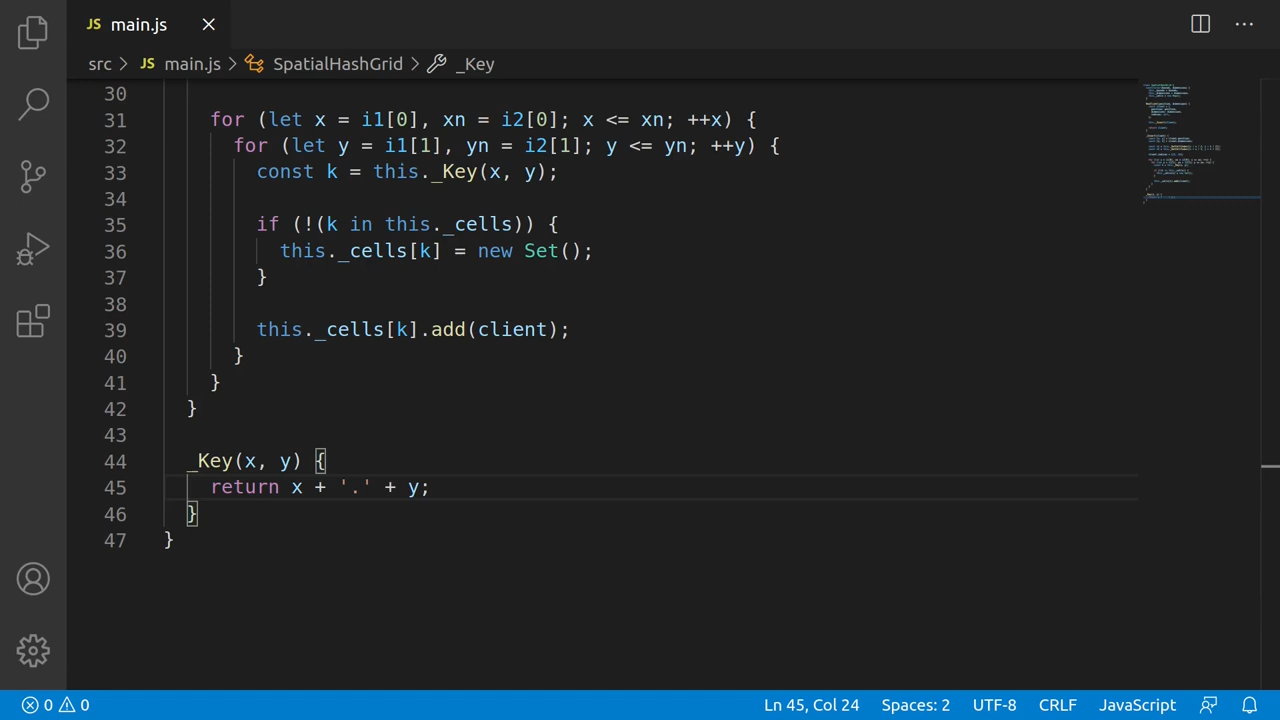 JS main.js
src > JS main.js > SpatialHashGrid > _Key
30
31 for (let x = i1[0], xn = i2[0]; x <= xn; ++x) {
32 for (let y = i1[1], yn = i2[1]; y <= yn; ++y) {
33 const k = this._Key(x, y);
34
35 if (!(k in this._cells)) {
36 this._cells[k] = new Set();
37 }
38
39 this._cells[k].add(client);
40 }
41 }
42 }
43
44 _Key(x, y) {
45 return x + '.' + y;
46 }
47 }
0 0 Ln 45, Col 24 Spaces: 2 UTF-8 CRLF JavaScript